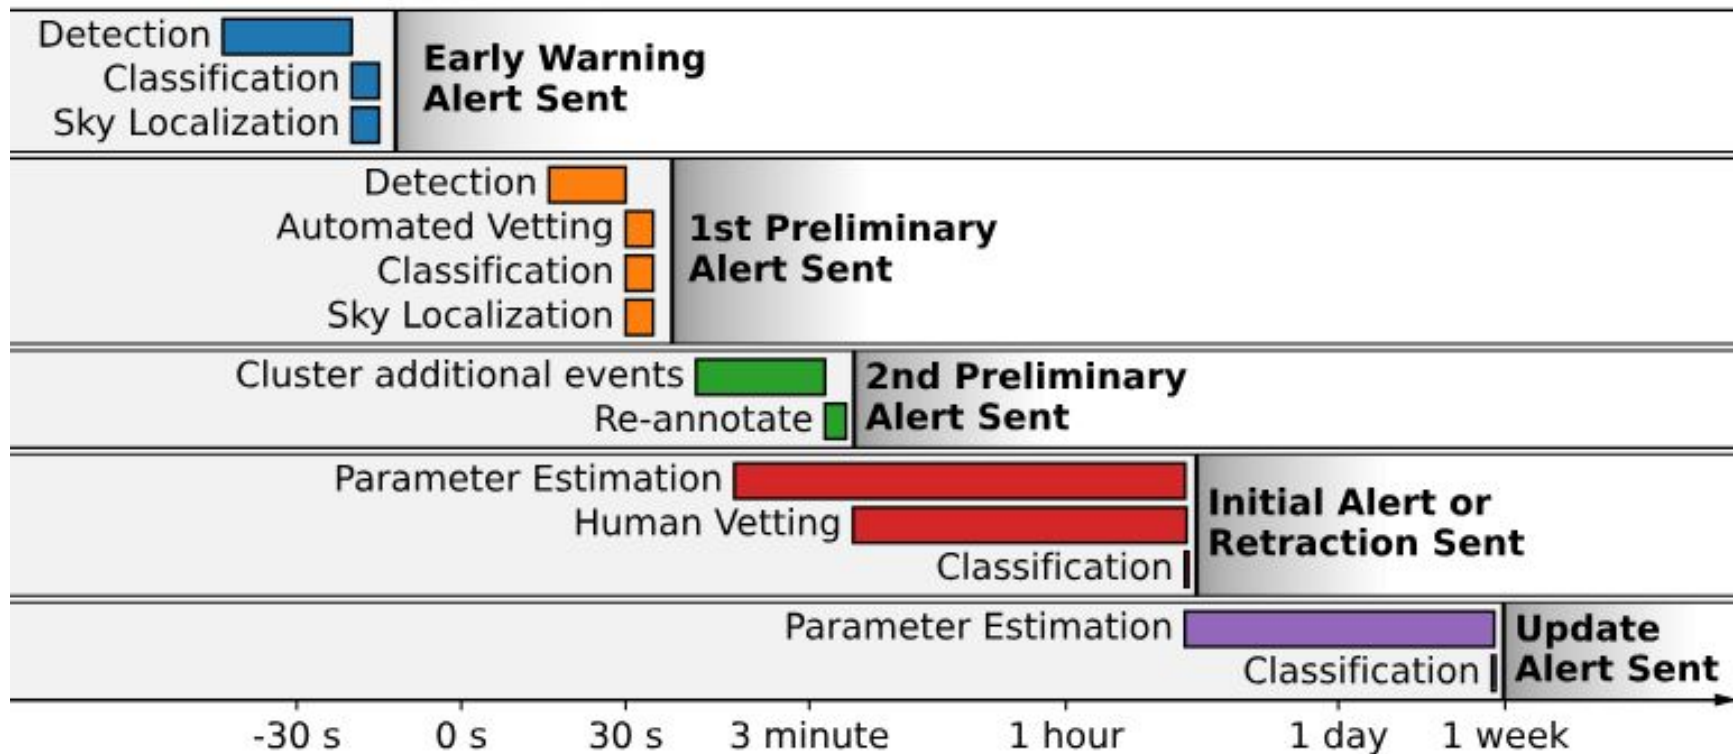 Detection
Classification
Sky Localization
Early Warning
Alert Sent
Detection
Automated Vetting
Classification
Sky Localization
1st Preliminary
Alert Sent
Cluster additional events
Re-annotate
2nd Preliminary
Alert Sent
Parameter Estimation
Human Vetting
Classification
Initial Alert or
Retraction Sent
Parameter Estimation
Classification
Update
Alert Sent
-30 s 0 s 30 s 3 minute 1 hour 1 day 1 week